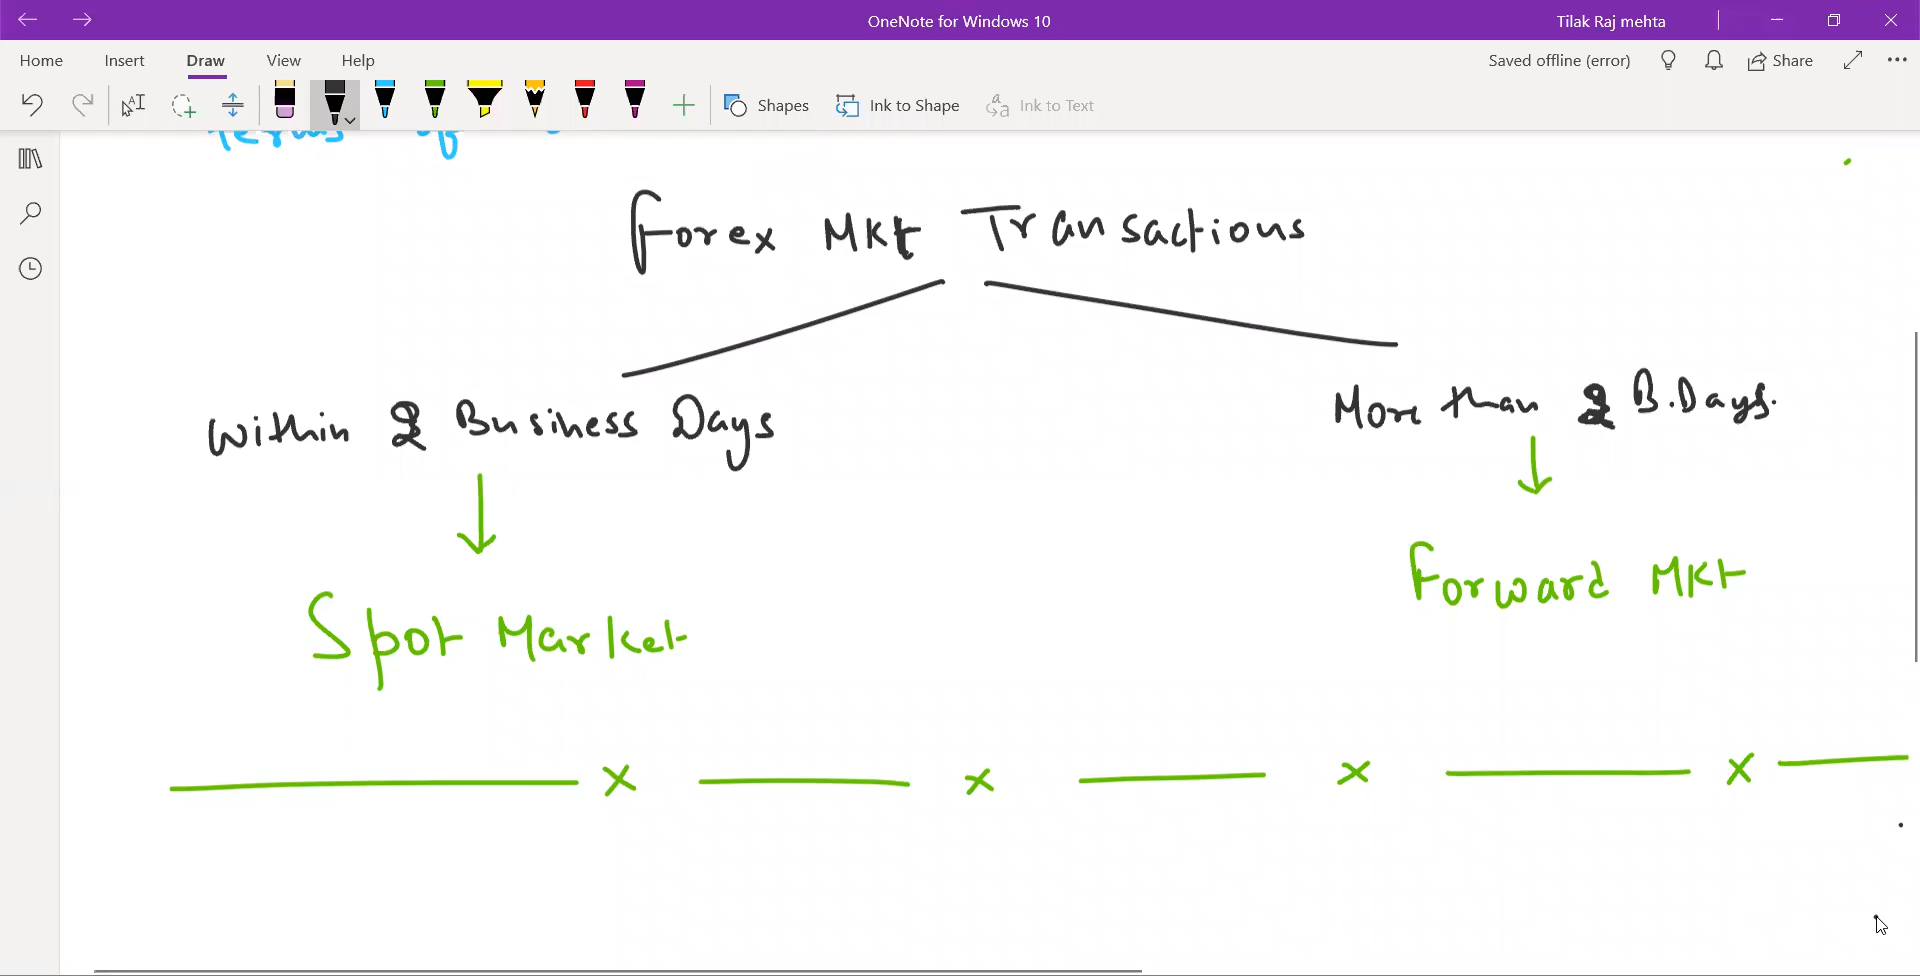 OneNote for Windows 10
Tilak Raj mehta
Home Insert Draw View Help
Saved offline (error) Share
Shapes Ink to Shape Ink to Text
Terms of
Forex Mkt Transactions
Within 2 Business Days
More than 2 B.Days.
Spot Market
Forward Mkt
x x x x